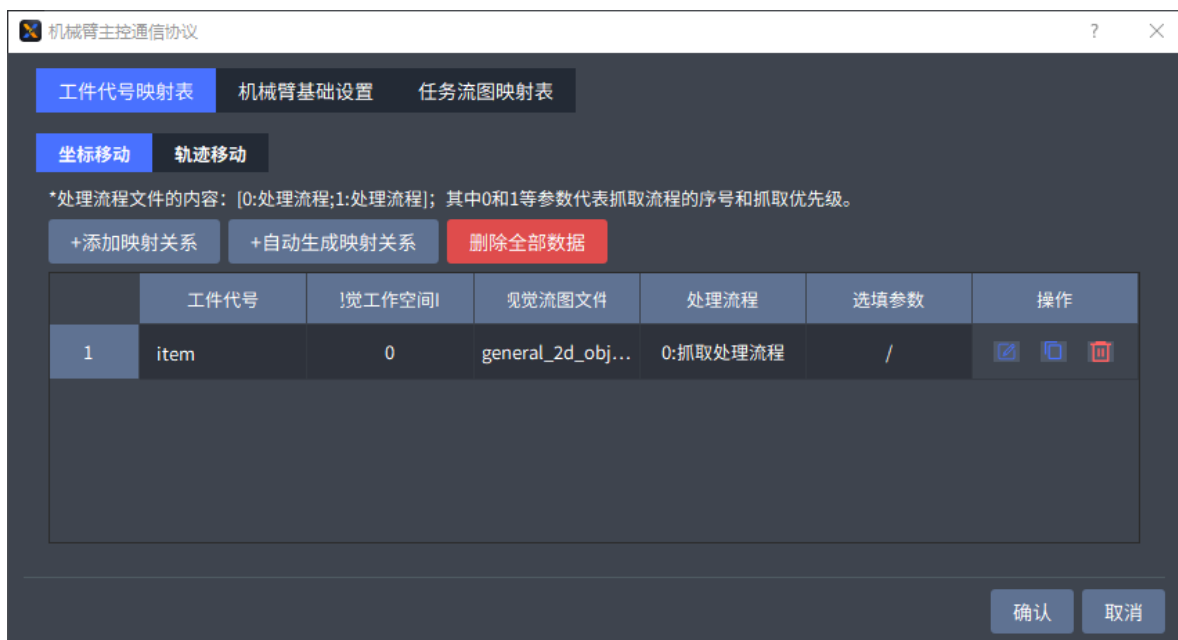 机械臂主控通信协议
?
工件代号映射表 机械臂基础设置 任务流图映射表
坐标移动 轨迹移动
*处理流程文件的内容：[0:处理流程;1:处理流程]；其中0和1等参数代表抓取流程的序号和抓取优先级。
+添加映射关系 +自动生成映射关系 删除全部数据
工件代号 觉工作空间 视觉流图文件 处理流程 选填参数 操作
1 item 0 general_2d_obj... 0:抓取处理流程 /
确认 取消